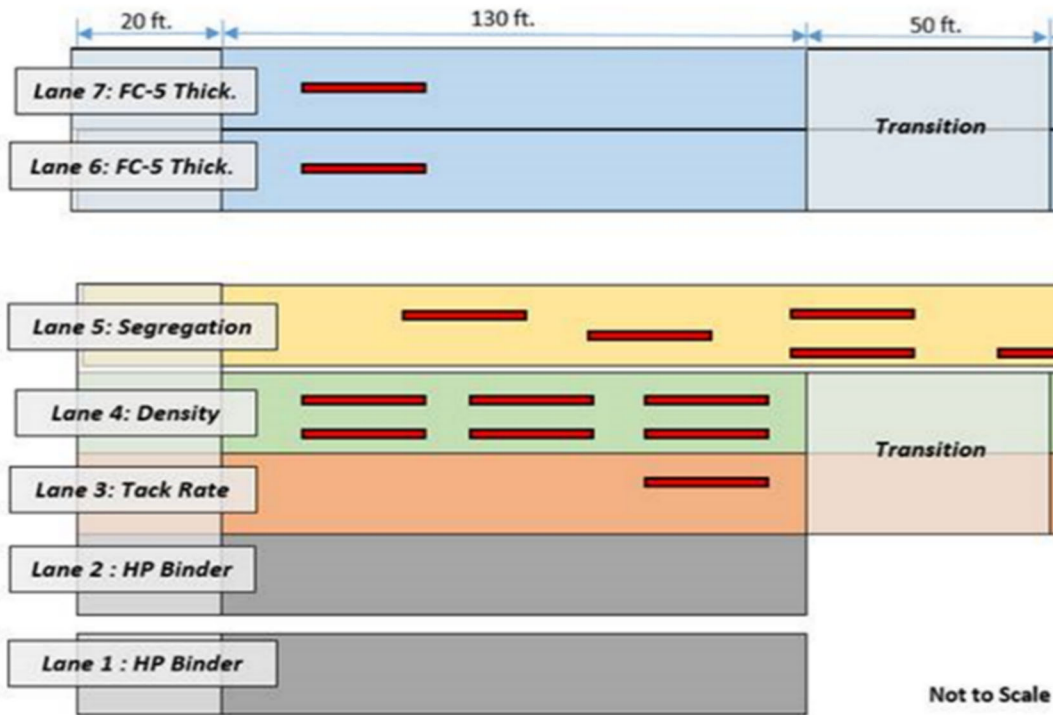 20 ft.
130 ft.
50 ft.
Lane 7: FC-5 Thick.
Transition
Lane 6: FC-5 Thick.
Lane 5: Segregation
Lane 4: Density
Transition
Lane 3: Tack Rate
Lane 2 : HP Binder
Lane 1 : HP Binder
Not to Scale